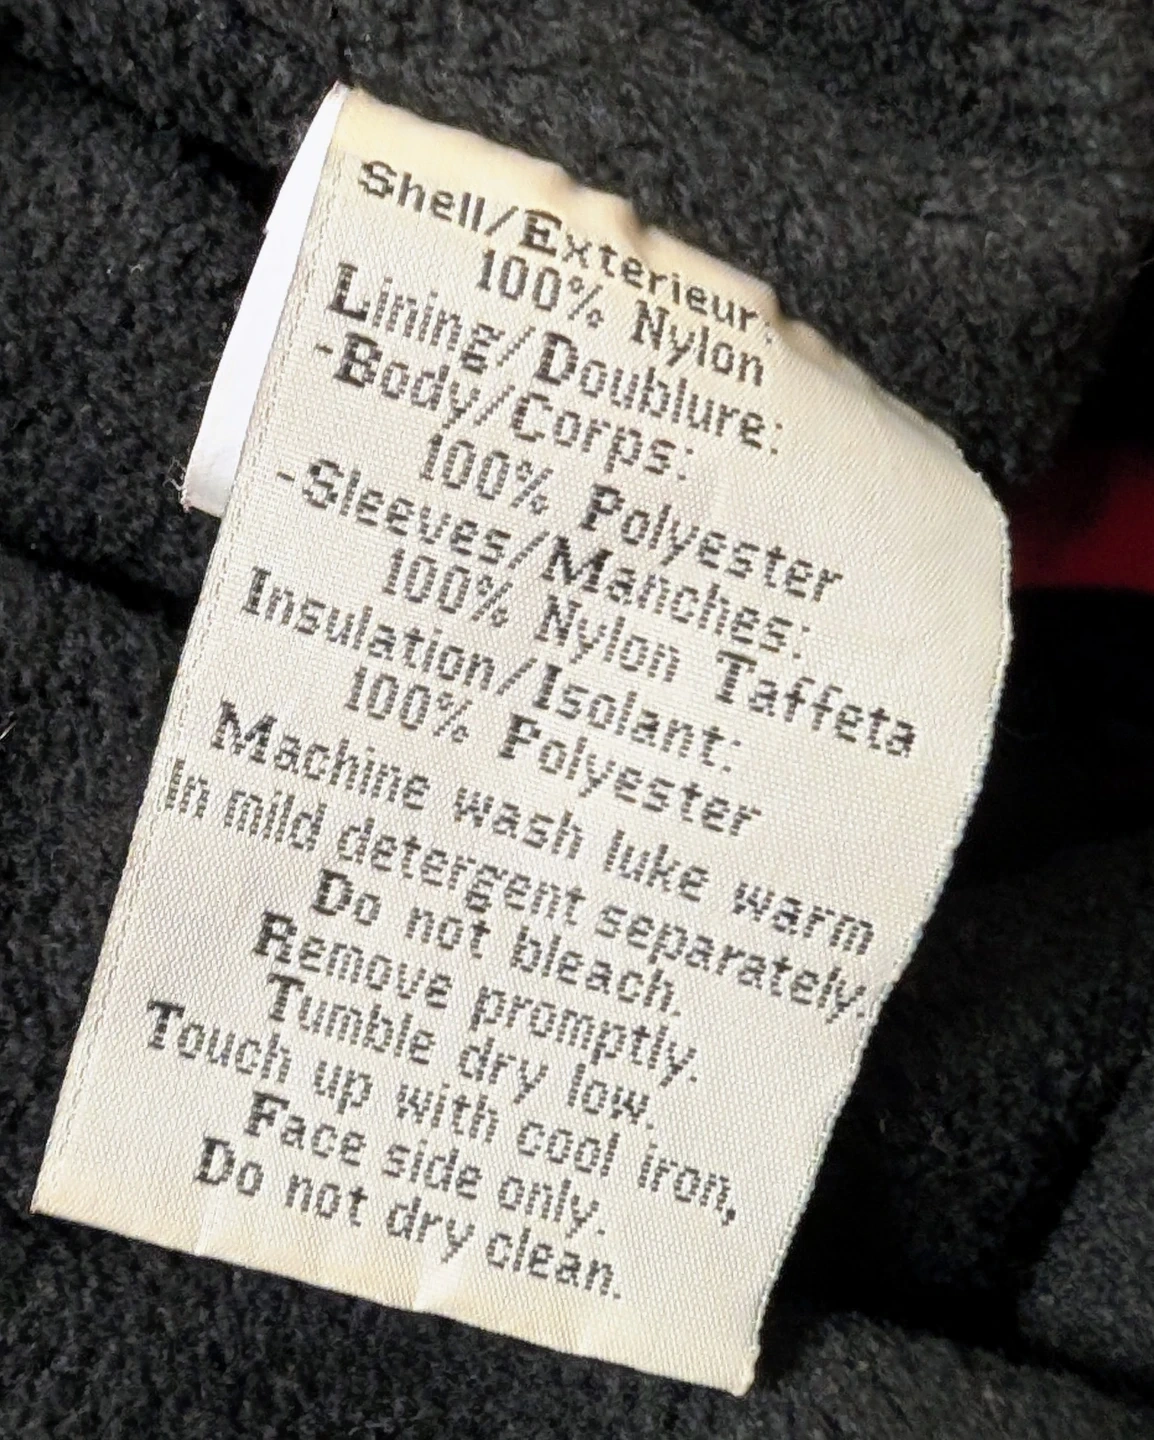 Shell/Exterieur:
100% Nylon
Lining/Doublure:
-Body/Corps:
100% Polyester
-Sleeves/Manches:
100% Nylon Taffeta
Insulation/Isolant:
100% Polyester
Machine wash luke warm
In mild detergent separately.
Do not bleach.
Remove promptly.
Tumble dry low.
Touch up with cool iron,
Face side only.
Do not dry clean.